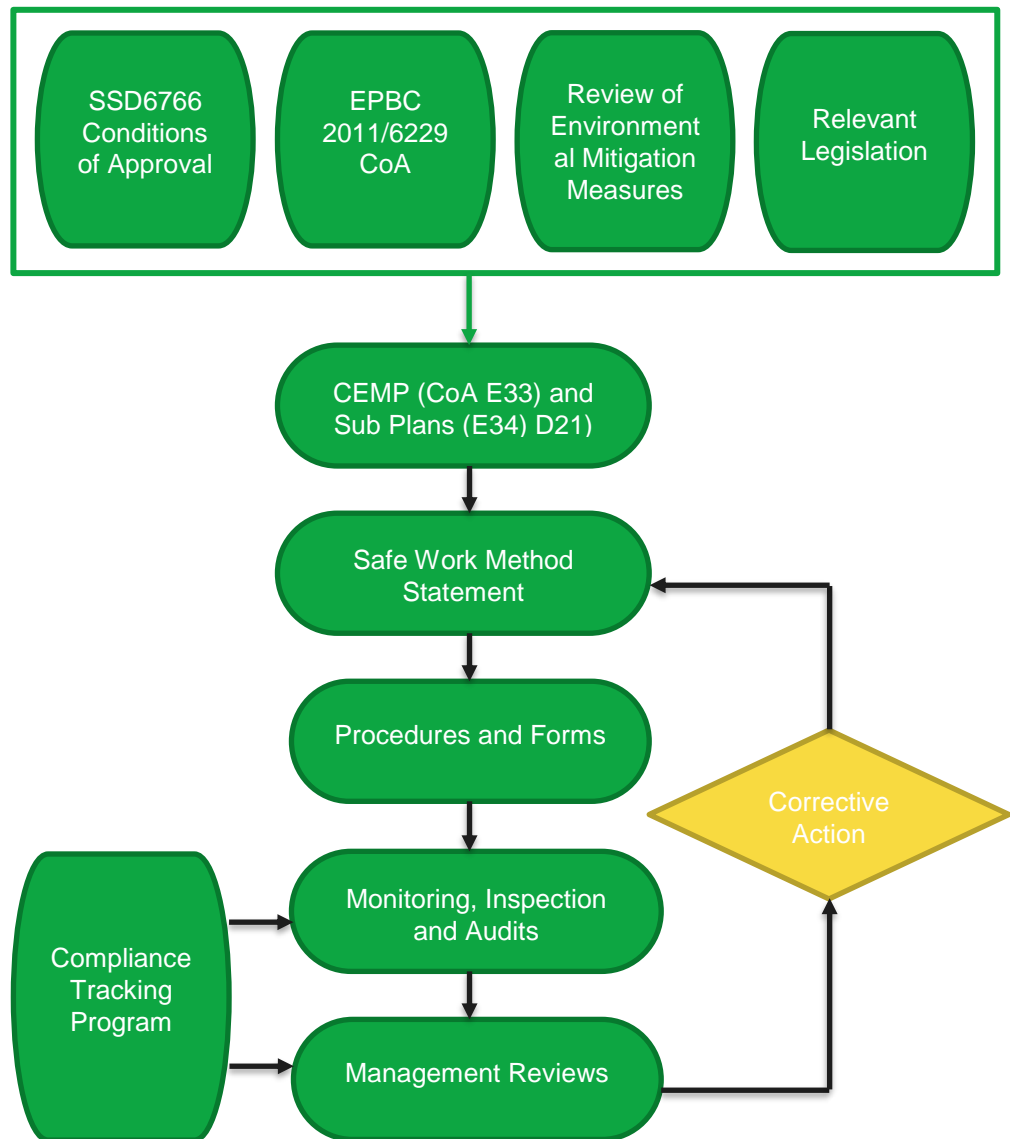 SSD6766
Conditions
of Approval
EPBC
2011/6229
CoA
Review of
Environment
al Mitigation
Measures
Relevant
Legislation
CEMP (CoA E33) and
Sub Plans (E34) D21)
Safe Work Method
Statement
Procedures and Forms
Corrective
Action
Monitoring, Inspection
and Audits
Compliance
Tracking
Program
Management Reviews